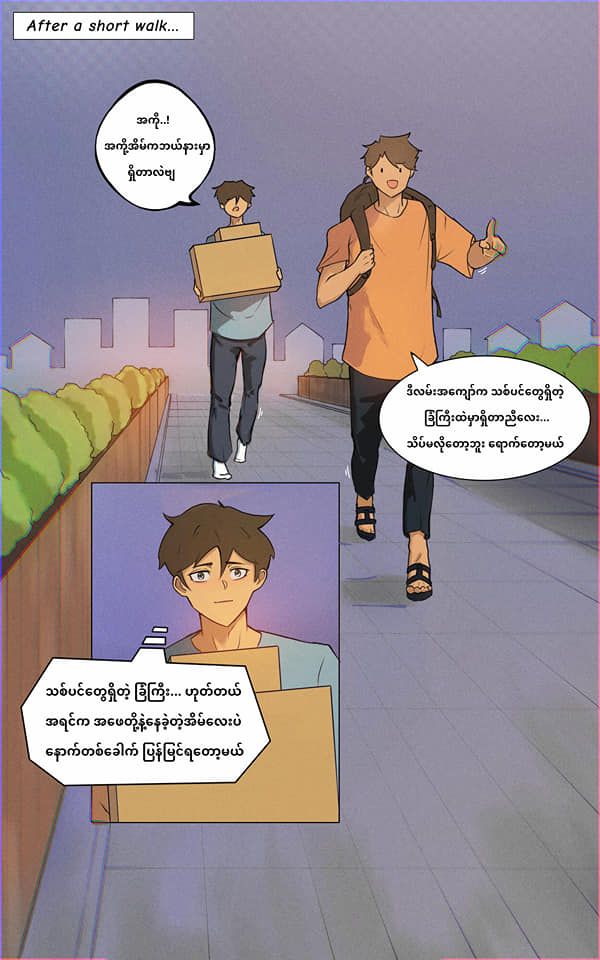 After a short walk...
အကို..!
အကို့အိမ်ကဘယ်နားမှာ
ရှိတာလဲဗျ
ဒီလမ်းအကျော်က သစ်ပင်တွေရှိတဲ့
ခြံကြီးထဲမှာရှိတာညီလေး...
သိပ်မလိုတော့ဘူး ရောက်တော့မယ်
သစ်ပင်တွေရှိတဲ့ ခြံကြီး... ဟုတ်တယ်
အရင်က အဖေတို့နဲ့နေခဲ့တဲ့အိမ်လေးပဲ
နောက်တစ်ခေါက် ပြန်မြင်ရတော့မယ်